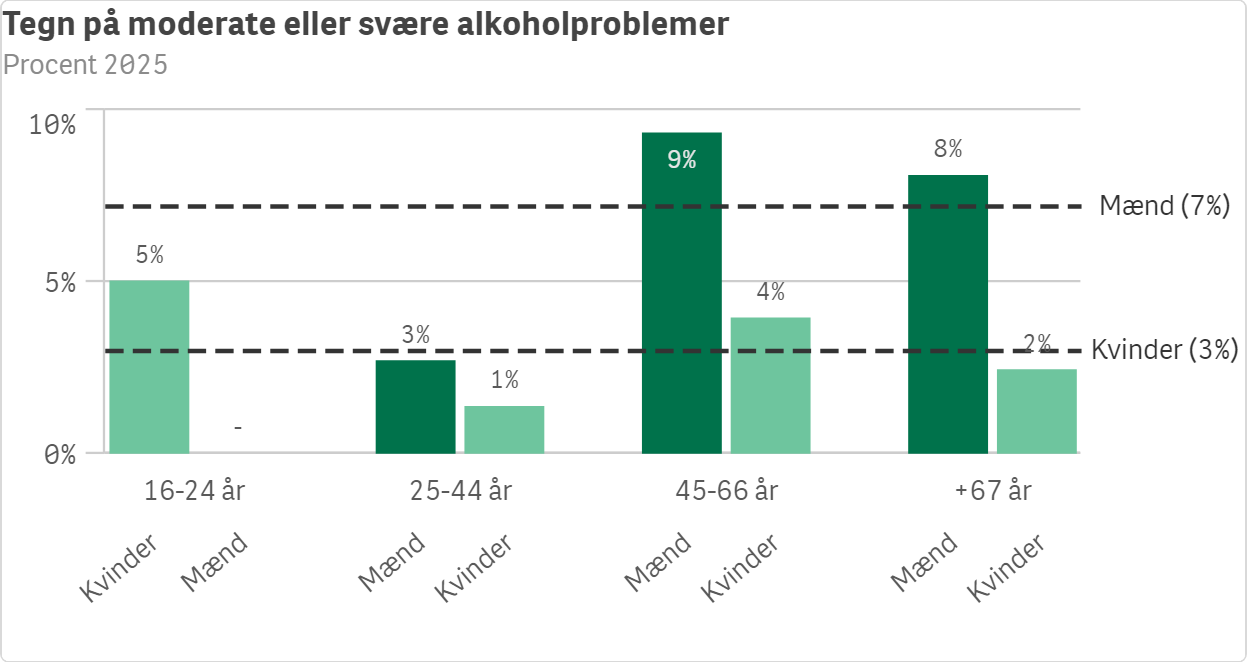 Tegn på moderate eller svære alkoholproblemer
Procent 2025
10%
9%
8%
Mænd (7%)
5%
5%
4%
3%
2%
Kvinder (3%)
1%
-
0%
16-24 år 25-44 år 45-66 år +67 år
Kvinder Mænd Mænd Kvinder Mænd Kvinder Mænd Kvinder